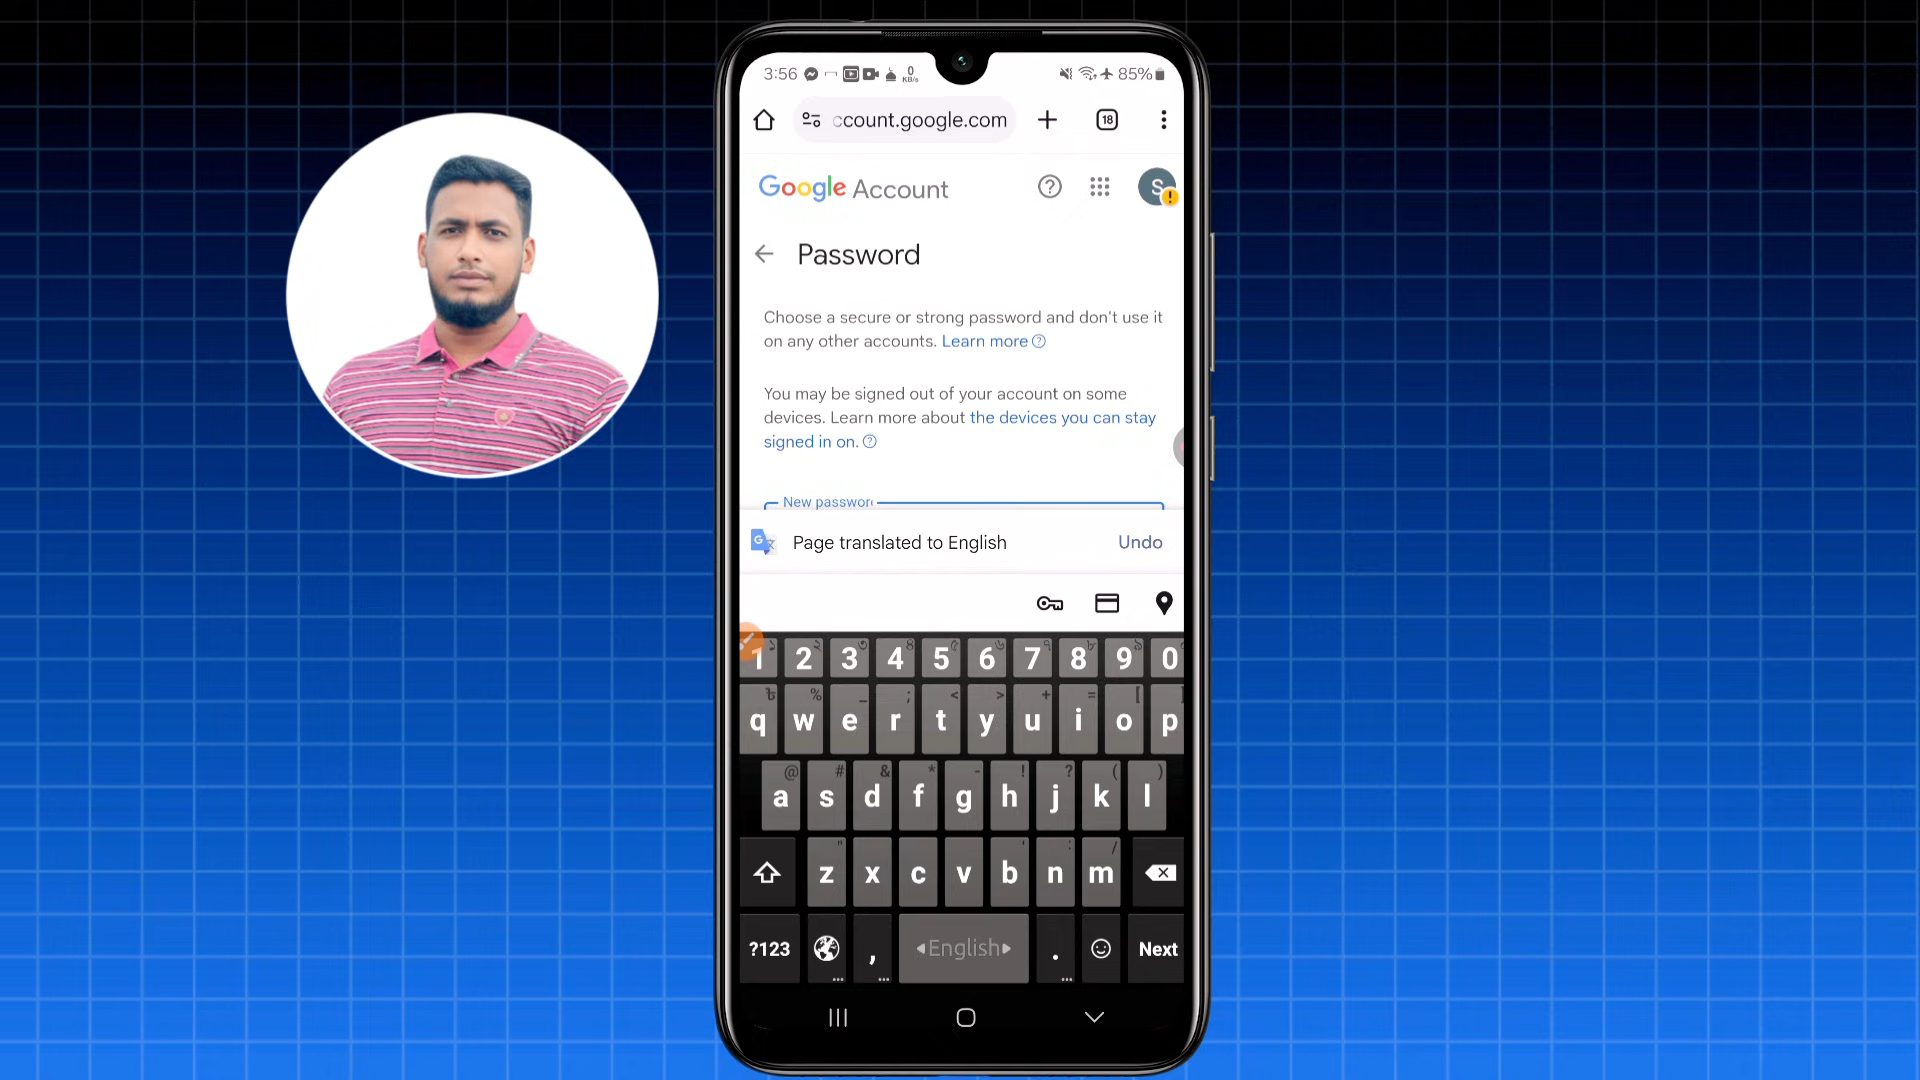 3:56 0 KB/s 85%
ccount.google.com 18
Google Account S
Password
Choose a secure or strong password and don't use it
on any other accounts. Learn more
You may be signed out of your account on some
devices. Learn more about the devices you can stay
signed in on.
New password
Page translated to English Undo
1 2 3 4 5 6 7 8 9 0
q w e r t y u i o p
a s d f g h j k l
z x c v b n m
?123 , English . Next